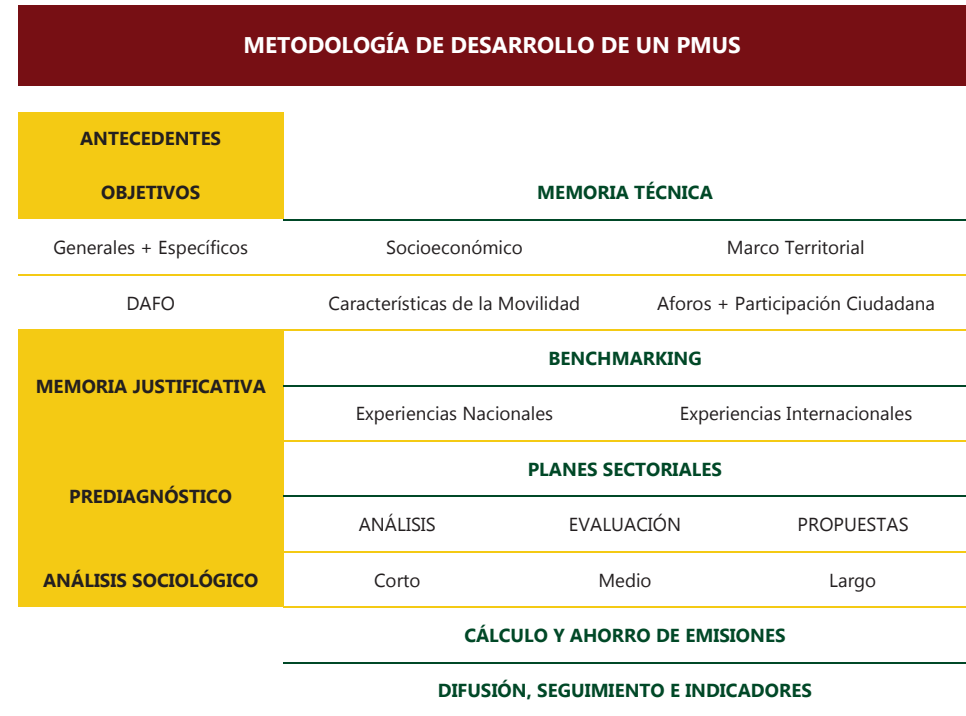 METODOLOGÍA DE DESARROLLO DE UN PMUS
ANTECEDENTES
OBJETIVOS MEMORIA TÉCNICA
Generales + Específicos Socioeconómico Marco Territorial
DAFO Características de la Movilidad Aforos + Participación Ciudadana
BENCHMARKING
MEMORIA JUSTIFICATIVA
Experiencias Nacionales Experiencias Internacionales
PLANES SECTORIALES
PREDIAGNÓSTICO
ANÁLISIS EVALUACIÓN PROPUESTAS
ANÁLISIS SOCIOLÓGICO Corto Medio Largo
CÁLCULO Y AHORRO DE EMISIONES
DIFUSIÓN, SEGUIMIENTO E INDICADORES